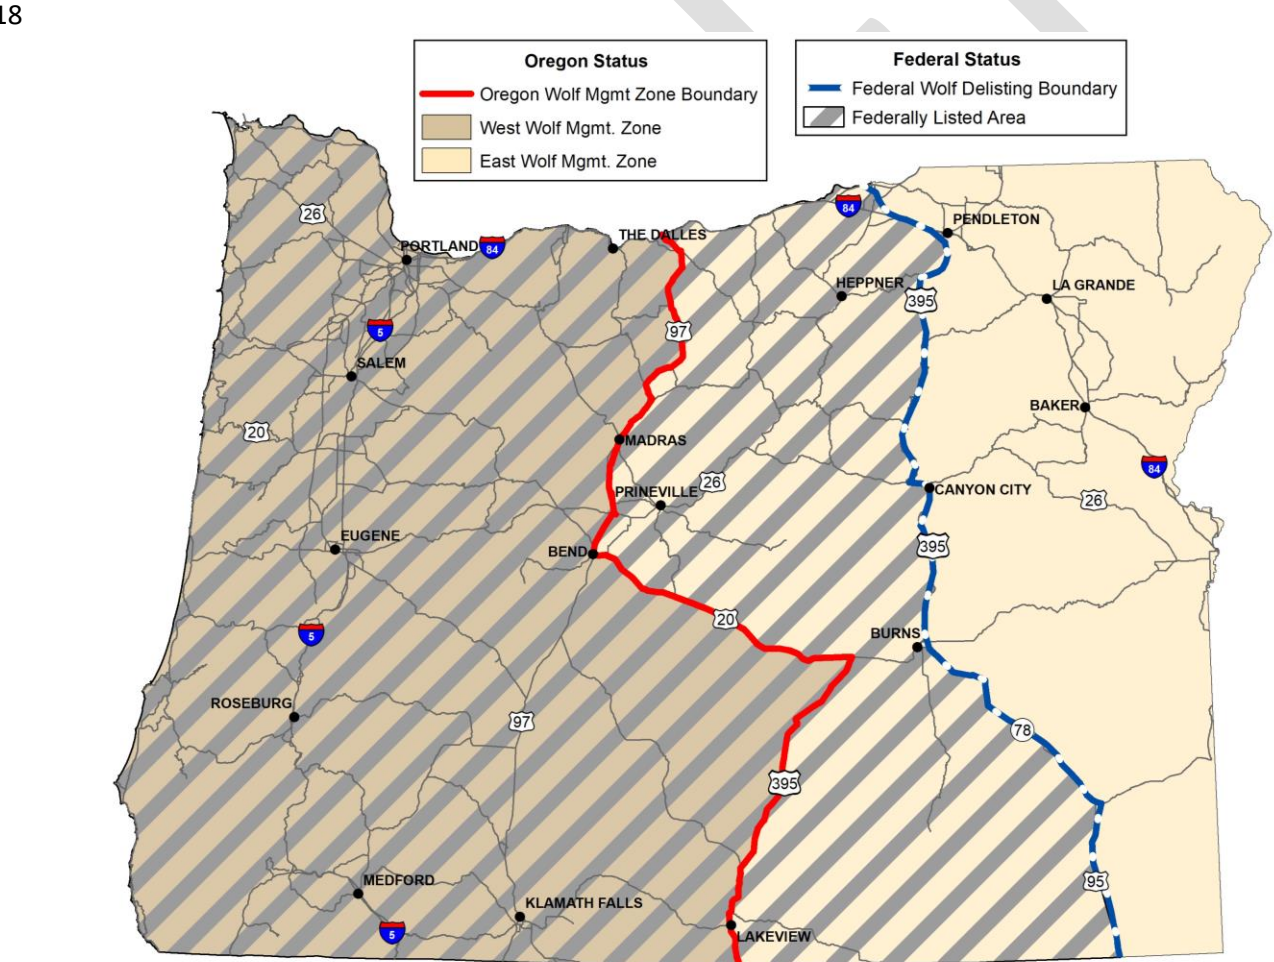 18
Oregon Status
Oregon Wolf Mgmt Zone Boundary
West Wolf Mgmt. Zone
East Wolf Mgmt. Zone
Federal Status
Federal Wolf Delisting Boundary
Federally Listed Area
26
84
PENDLETON
PORTLAND
84
THE DALLES
HEPPNER
LA GRANDE
395
5
97
SALEM
BAKER
20
MADRAS
84
PRINEVILLE
26
CANYON CITY
26
EUGENE
BEND
395
20
5
BURNS
ROSEBURG
97
78
395
MEDFORD
95
KLAMATH FALLS
5
LAKEVIEW